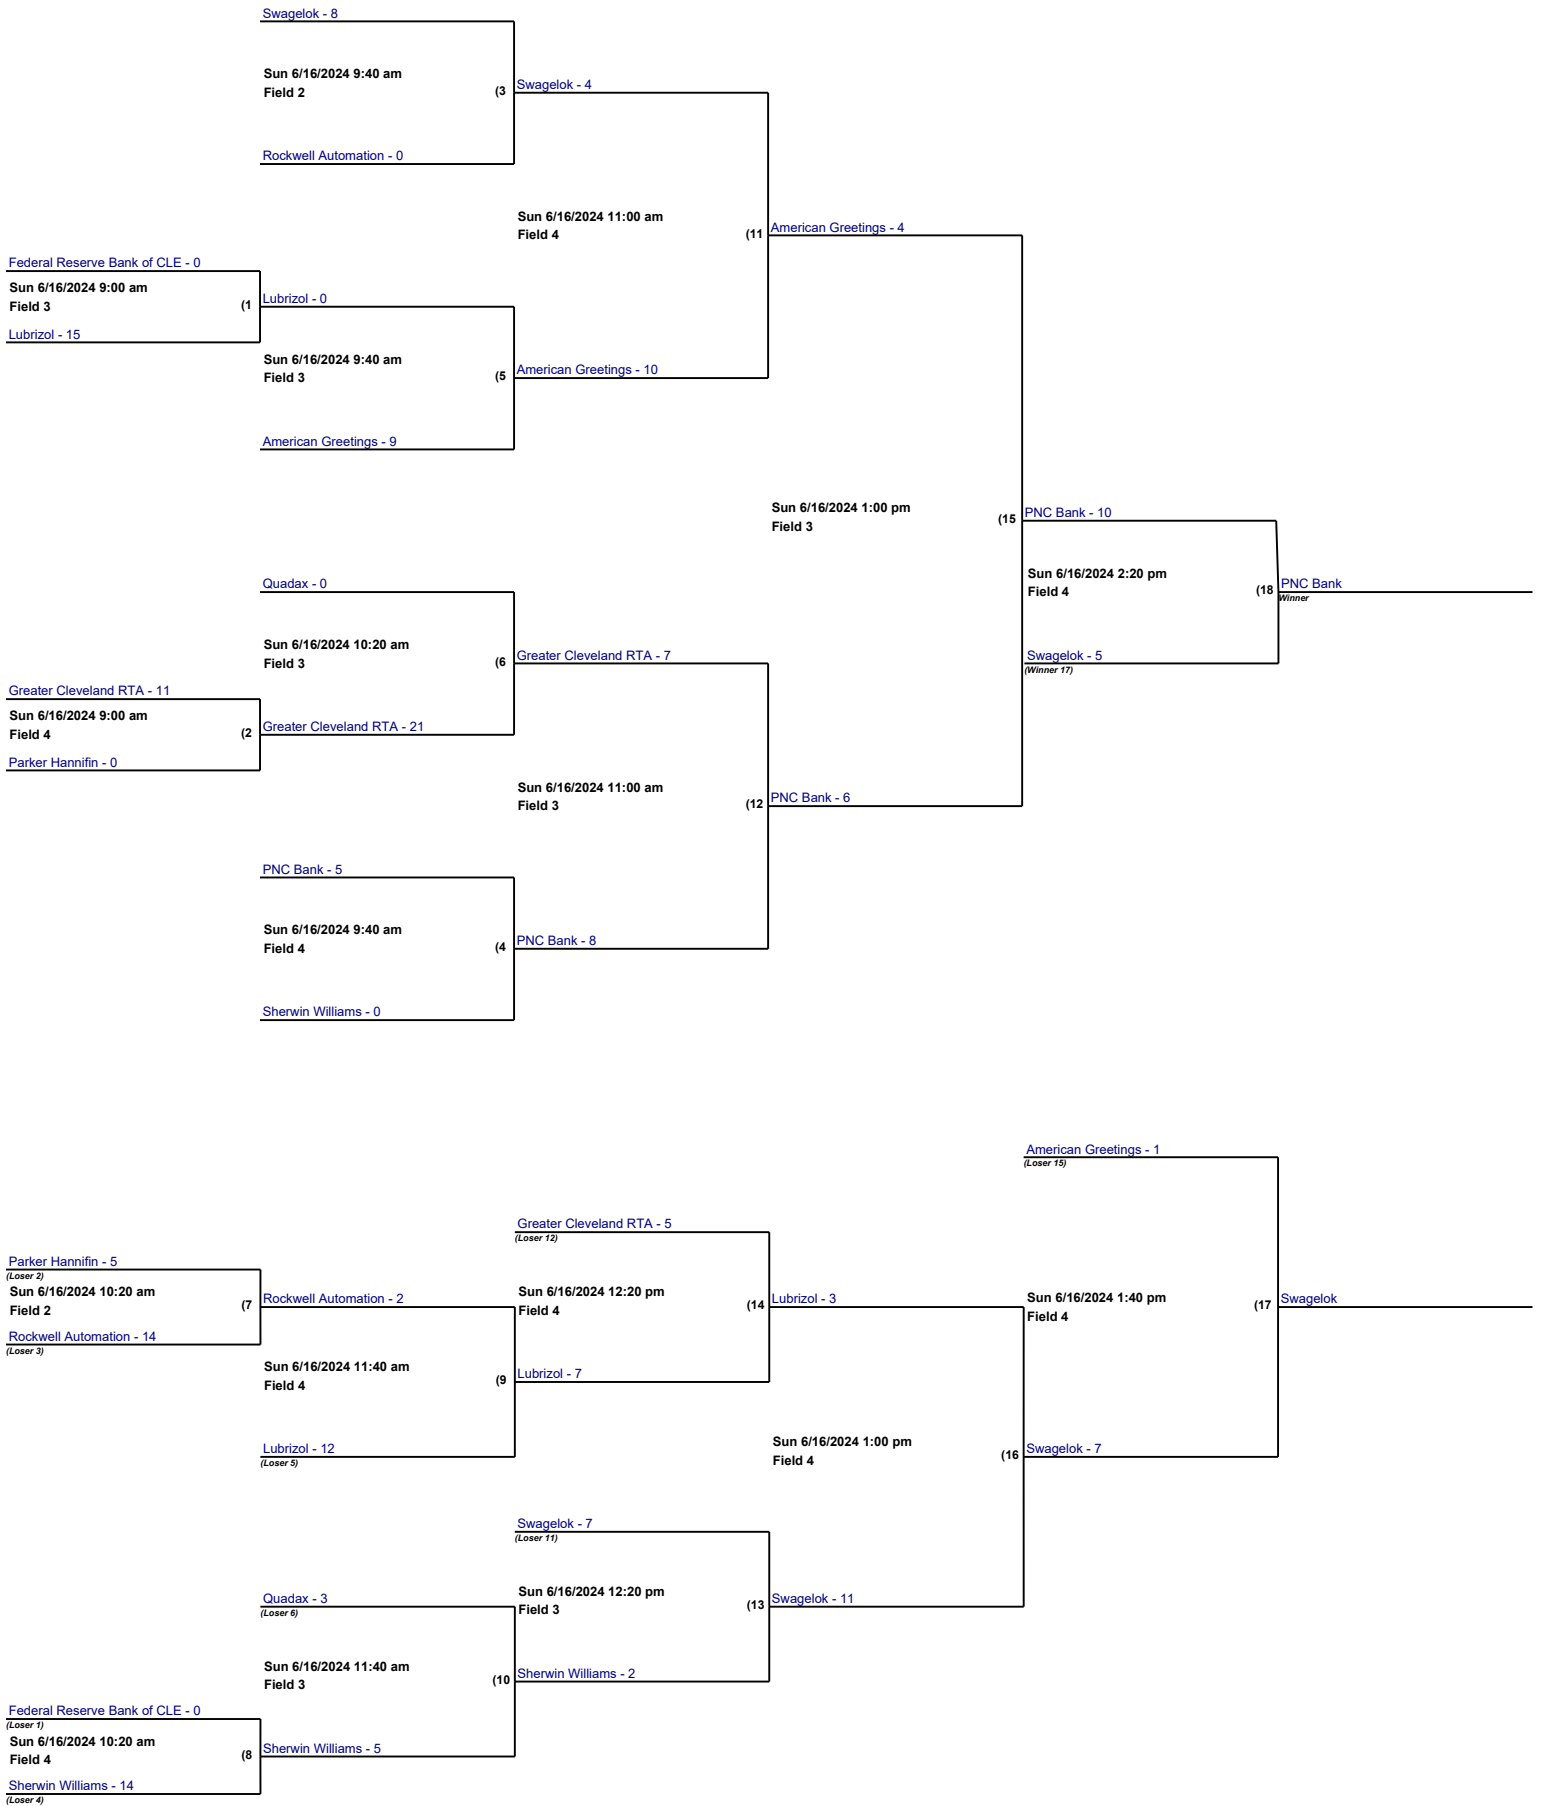 Swagelok - 8
Sun 6/16/2024 9:40 am
Field 2
(3
Swagelok - 4
Rockwell Automation - 0
Sun 6/16/2024 11:00 am
Field 4
(11
American Greetings - 4
Federal Reserve Bank of CLE - 0
Sun 6/16/2024 9:00 am
Field 3
(1
Lubrizol - 0
Lubrizol - 15
Sun 6/16/2024 9:40 am
Field 3
(5
American Greetings - 10
American Greetings - 9
Sun 6/16/2024 1:00 pm
Field 3
(15
PNC Bank - 10
Quadax - 0
Sun 6/16/2024 2:20 pm
Field 4
(18
PNC Bank
Winner
Sun 6/16/2024 10:20 am
Field 3
(6
Greater Cleveland RTA - 7
Swagelok - 5
(Winner 17)
Greater Cleveland RTA - 11
Sun 6/16/2024 9:00 am
Field 4
(2
Greater Cleveland RTA - 21
Parker Hannifin - 0
Sun 6/16/2024 11:00 am
Field 3
(12
PNC Bank - 6
PNC Bank - 5
Sun 6/16/2024 9:40 am
Field 4
(4
PNC Bank - 8
Sherwin Williams - 0
American Greetings - 1
(Loser 15)
Greater Cleveland RTA - 5
(Loser 12)
Parker Hannifin - 5
(Loser 2)
Sun 6/16/2024 10:20 am
Field 2
(7
Rockwell Automation - 2
Sun 6/16/2024 12:20 pm
Field 4
(14
Lubrizol - 3
Sun 6/16/2024 1:40 pm
Field 4
(17
Swagelok
Rockwell Automation - 14
(Loser 3)
Sun 6/16/2024 11:40 am
Field 4
(9
Lubrizol - 7
Lubrizol - 12
(Loser 5)
Sun 6/16/2024 1:00 pm
Field 4
(16
Swagelok - 7
Swagelok - 7
(Loser 11)
Quadax - 3
(Loser 6)
Sun 6/16/2024 12:20 pm
Field 3
(13
Swagelok - 11
Sun 6/16/2024 11:40 am
Field 3
(10
Sherwin Williams - 2
Federal Reserve Bank of CLE - 0
(Loser 1)
Sun 6/16/2024 10:20 am
Field 4
(8
Sherwin Williams - 5
Sherwin Williams - 14
(Loser 4)